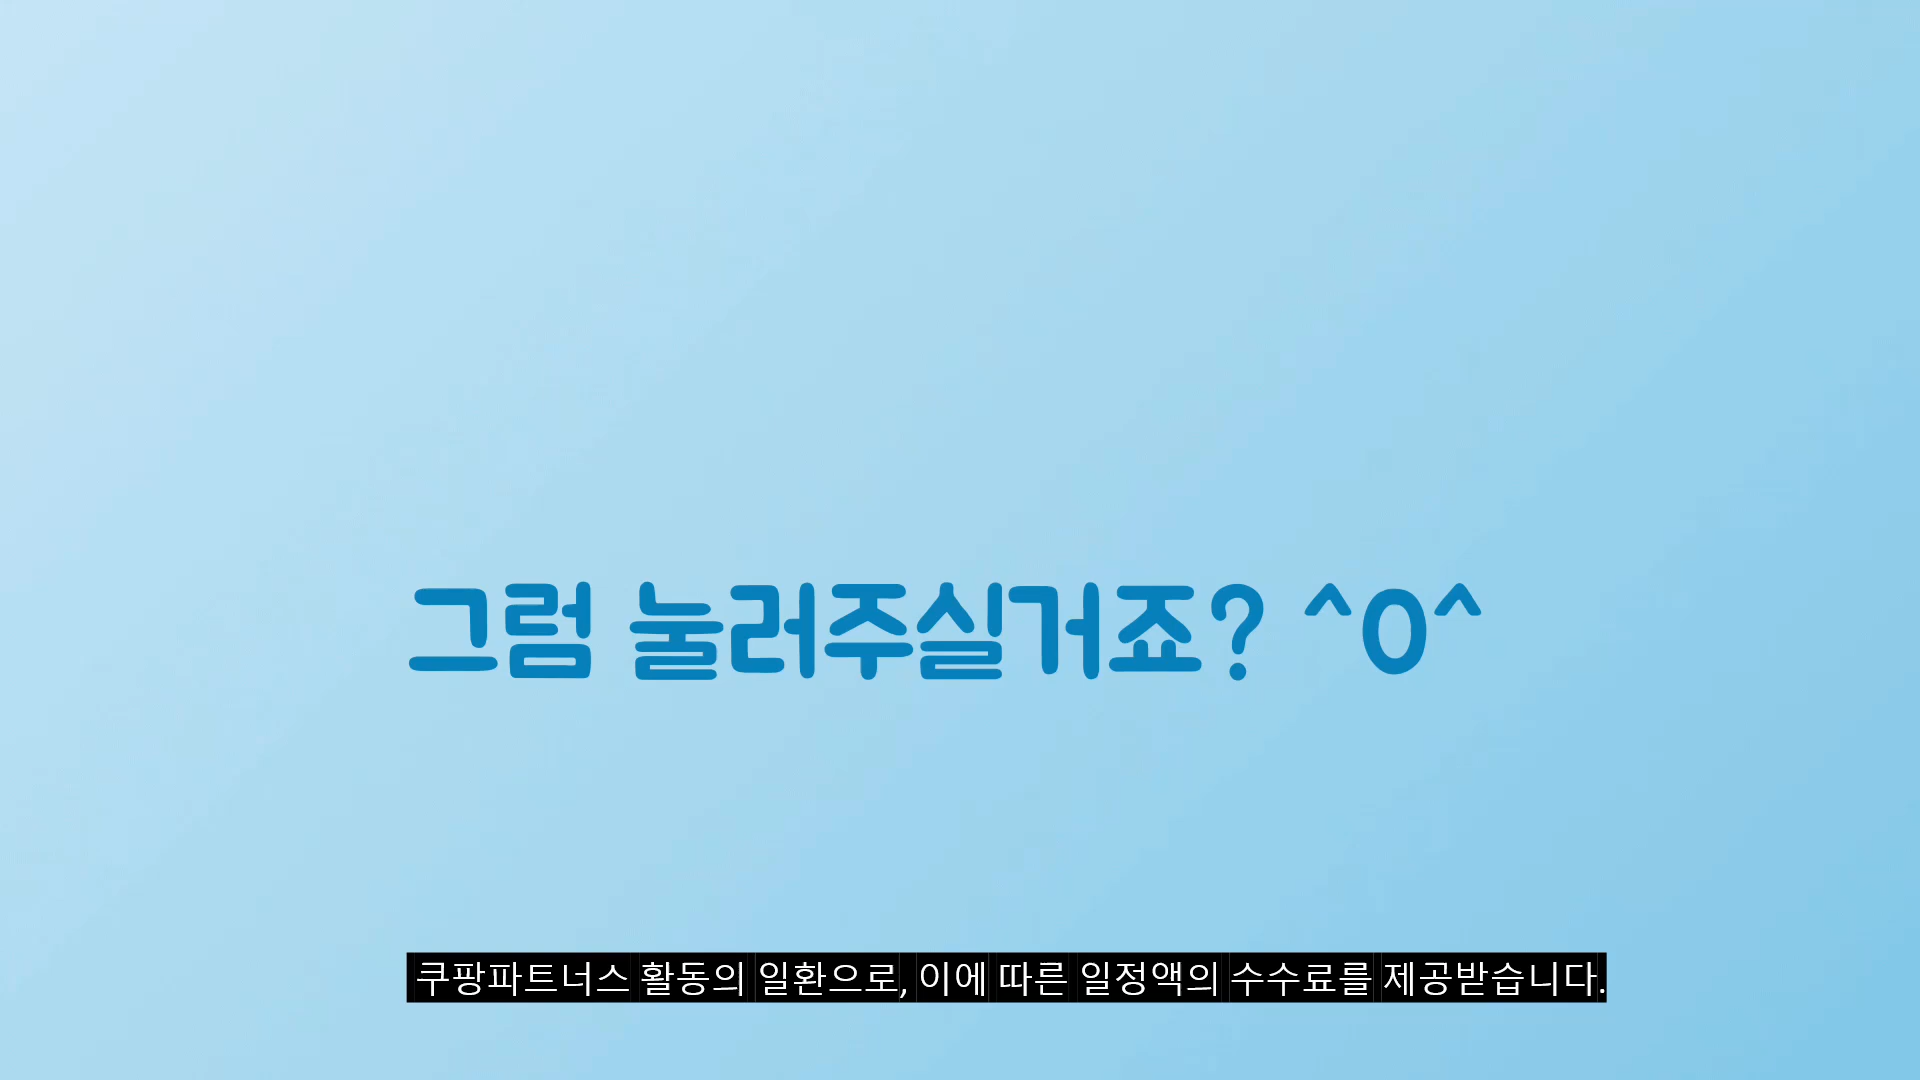 그럼 눌러주실거죠? ^0^
쿠팡파트너스 활동의 일환으로, 이에 따른 일정액의 수수료를 제공받습니다.